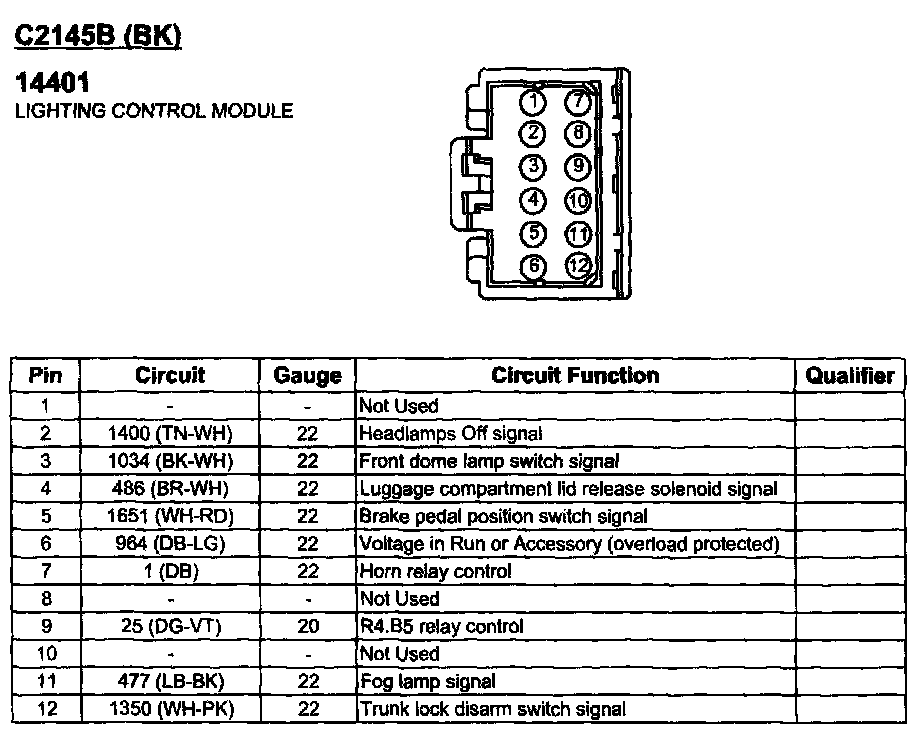 C2145B (BK)
14401
LIGHTING CONTROL MODULE
1 7
2 8
3 9
4 10
5 11
6 12
Pin Circuit Gauge Circuit Function Qualifier
1 - - Not Used
2 1400 (TN-WH) 22 Headlamps Off signal
3 1034 (BK-WH) 22 Front dome lamp switch signal
4 486 (BR-WH) 22 Luggage compartment lid release solenoid signal
5 1651 (WH-RD) 22 Brake pedal position switch signal
6 964 (DB-LG) 22 Voltage in Run or Accessory (overload protected)
7 1 (DB) 22 Horn relay control
8 - - Not Used
9 25 (DG-VT) 20 R4.B5 relay control
10 - - Not Used
11 477 (LB-BK) 22 Fog lamp signal
12 1350 (WH-PK) 22 Trunk lock disarm switch signal